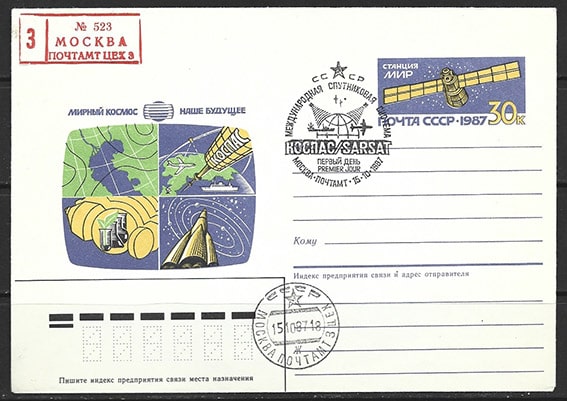 З
№ 523
МОСКВА
ПОЧТАМТ ЦЕХ 3
МИРНЫЙ КОСМОС НАШЕ БУДУЩЕЕ
СССР
МЕЖДУНАРОДНАЯ СПУТНИКОВАЯ СИСТЕМА
КОСПАС/SARSAT
ПЕРВЫЙ ДЕНЬ
PREMIER JOUR
МОСКВА-ПОЧТАМТ · 15·10·1987
СТАНЦИЯ
МИР
ПОЧТА СССР·1987 30к
Кому
Индекс предприятия связи и адрес отправителя
СССР
15 10 87 18
ж
МОСКВА ПОЧТАМТ 3 ЦЕХ
Пишите индекс предприятия связи места назначения